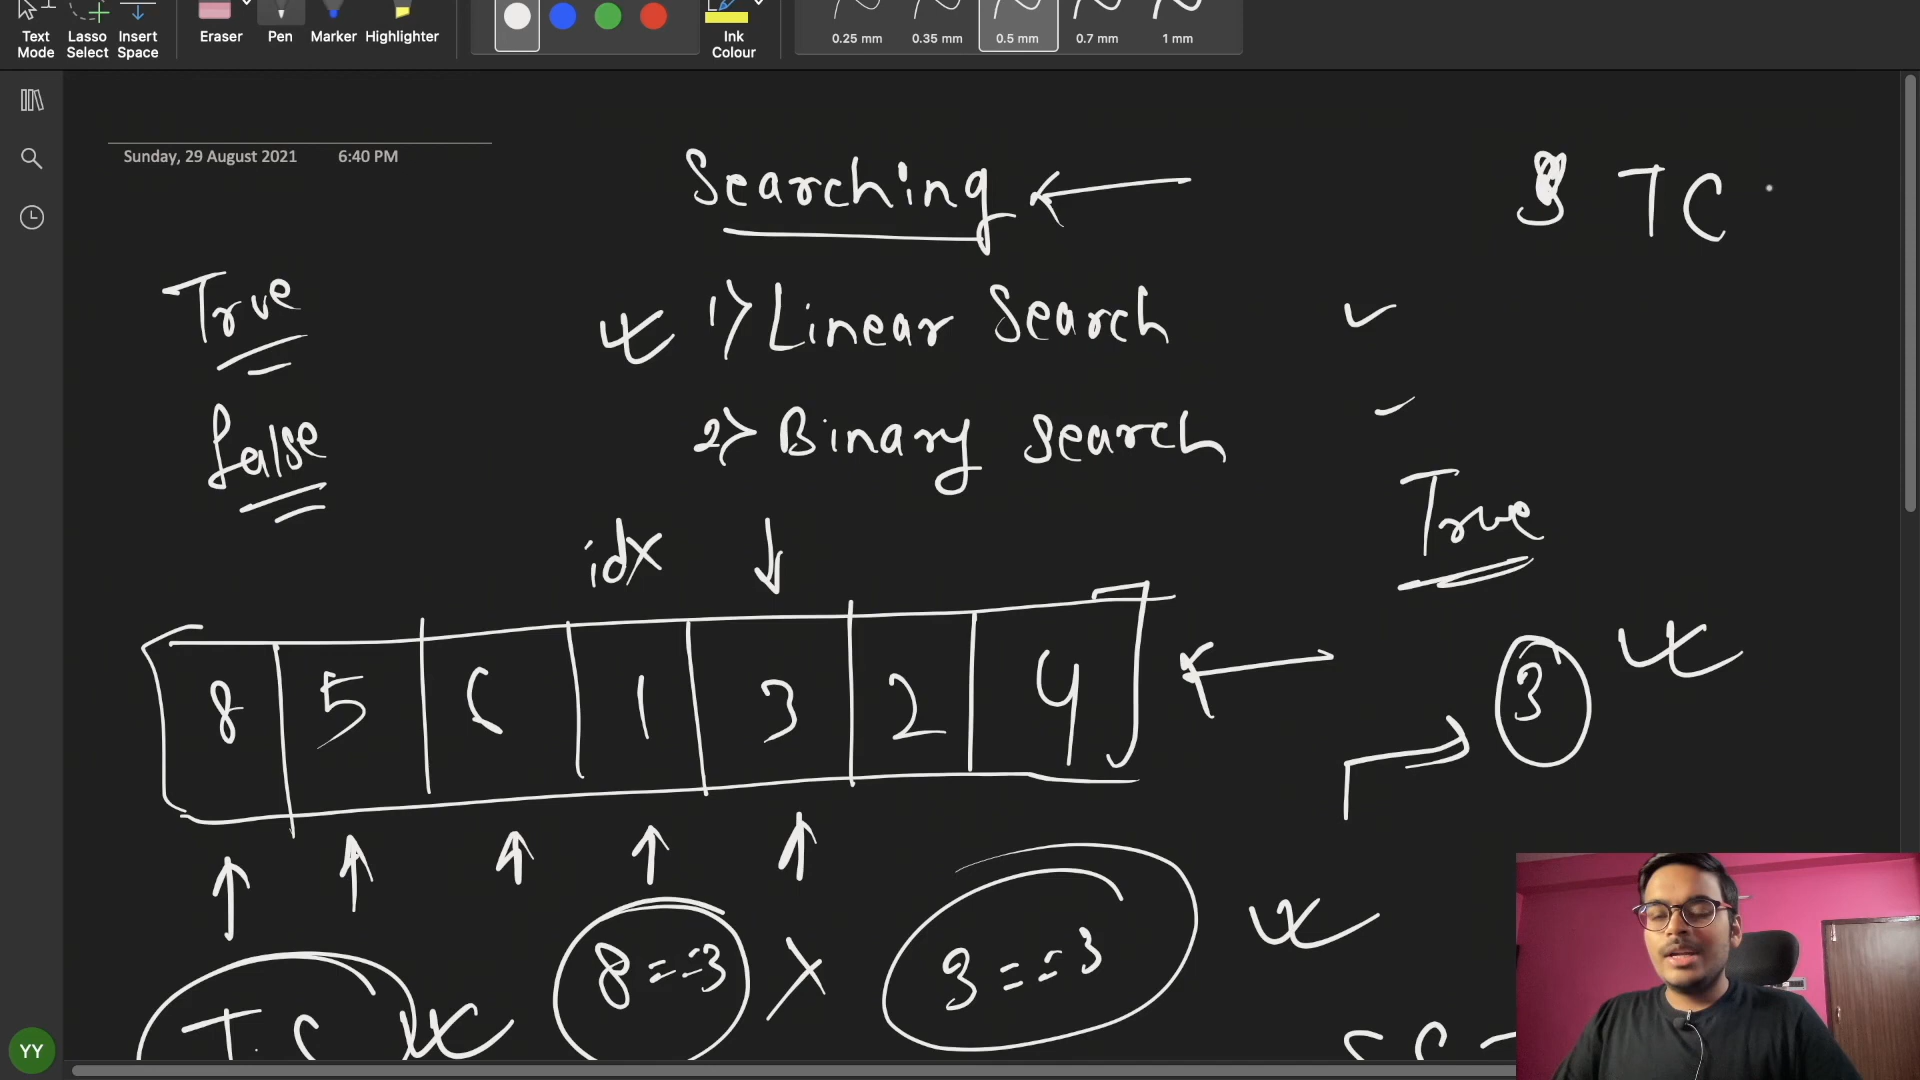 Text Mode
Lasso Select
Insert Space
Eraser
Pen
Marker
Highlighter
Ink Colour
0.25 mm
0.35 mm
0.5 mm
0.7 mm
1 mm
Sunday, 29 August 2021 6:40 PM
Searching
TC
True
1) Linear Search
false
2) Binary Search
True
idx
8 5 6 1 3 2 4
3
8==3 X
3==3
T.C
YY